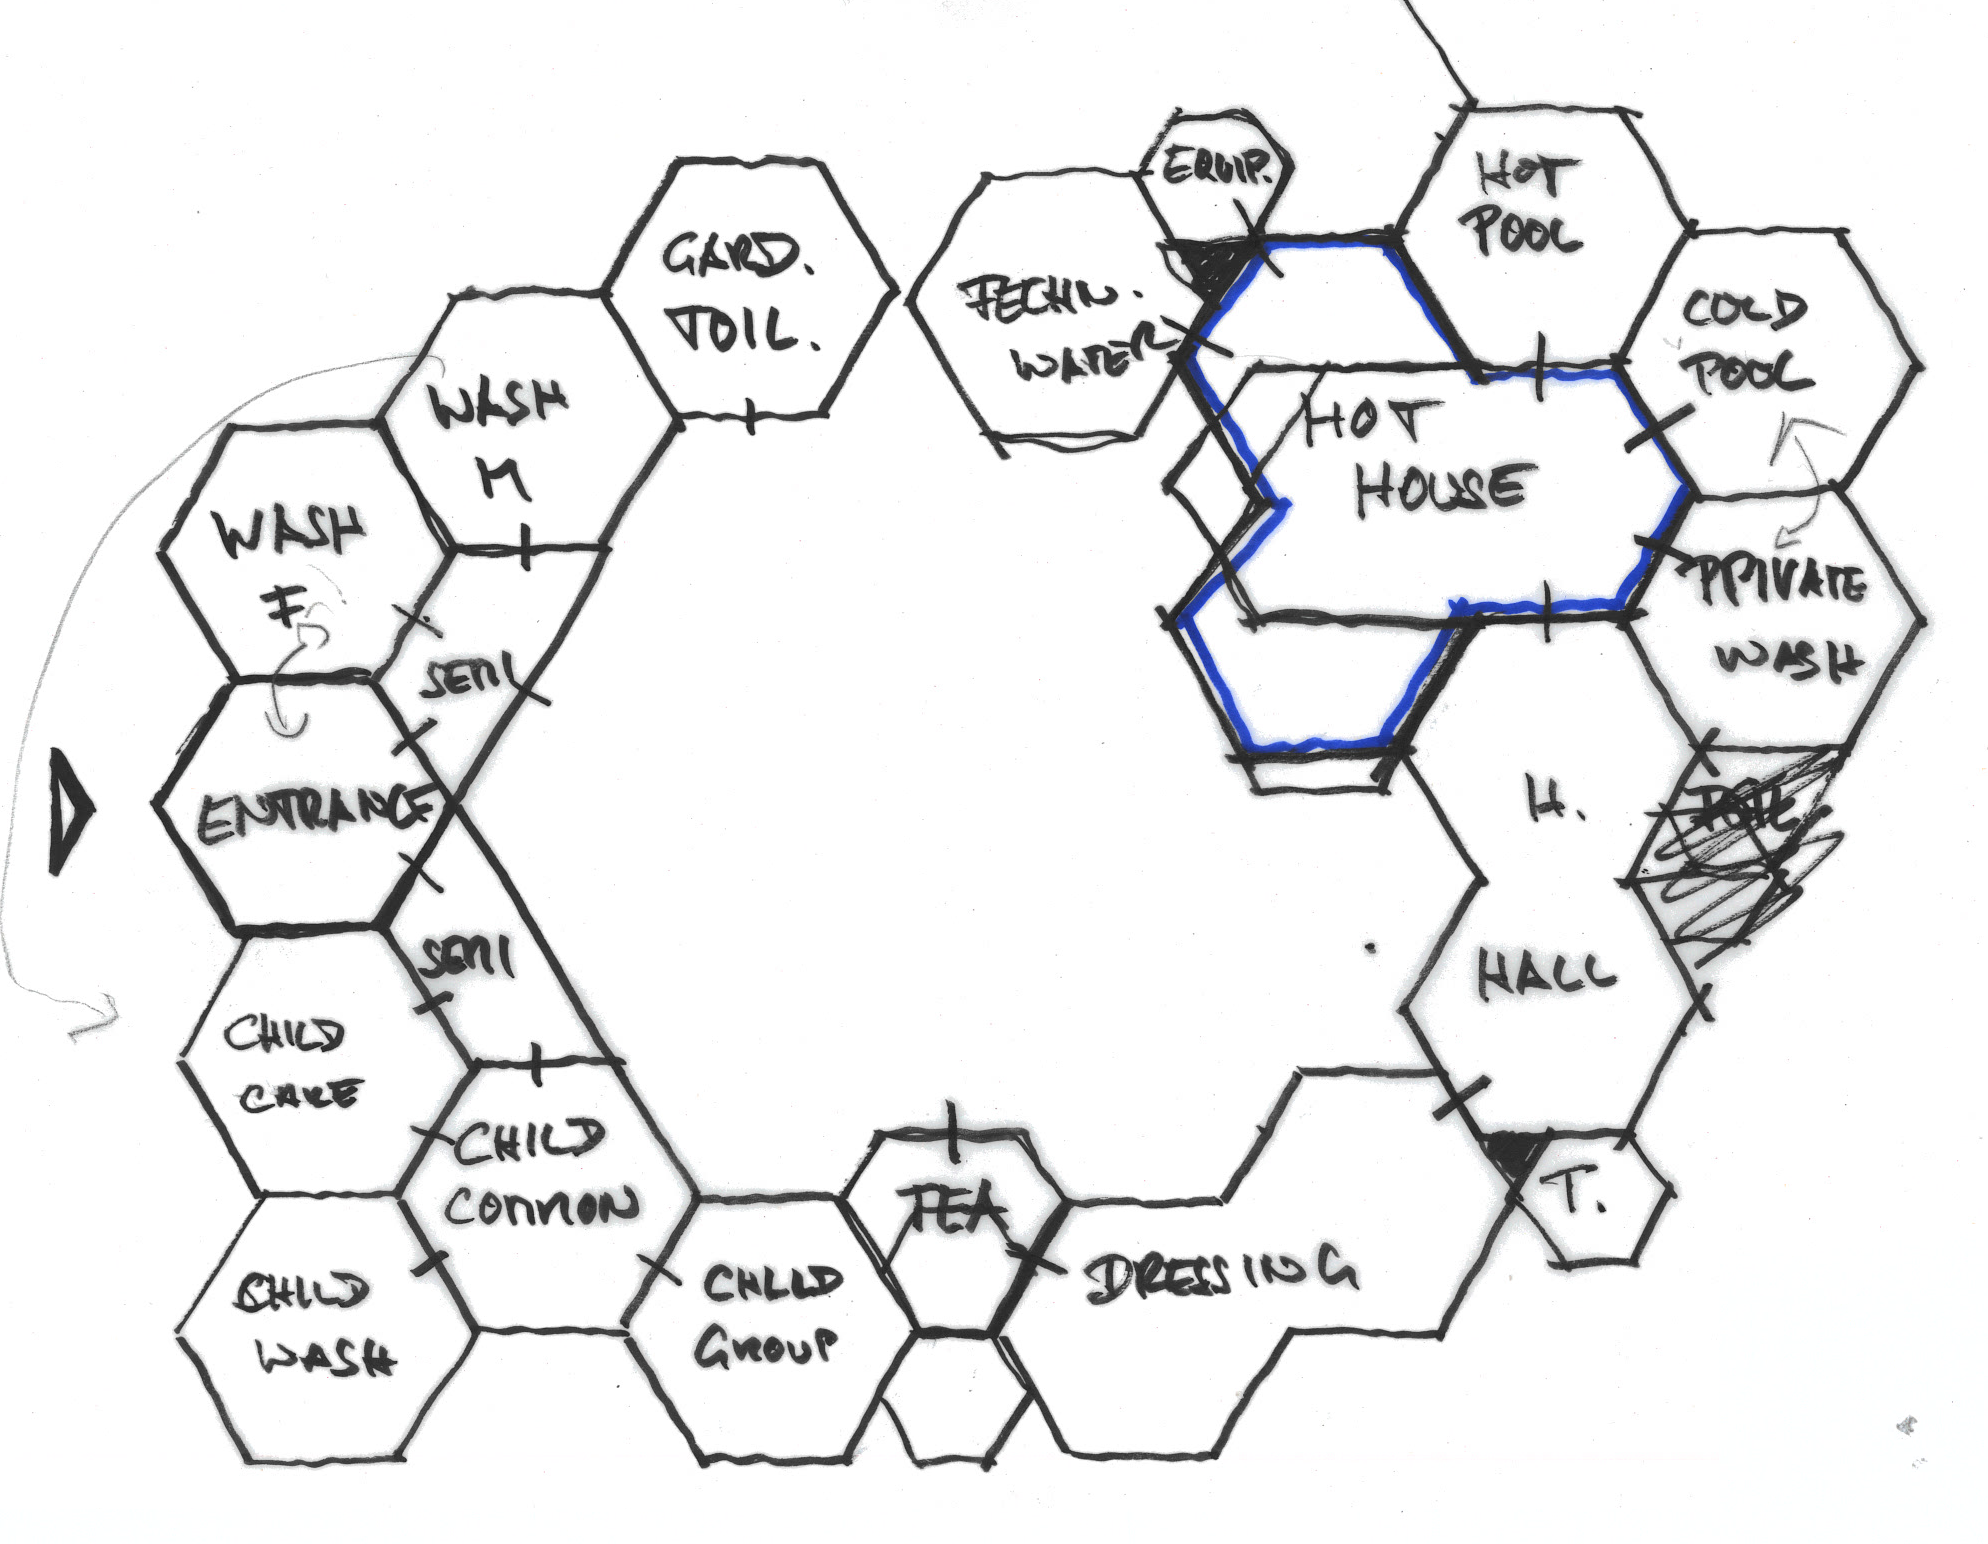 EQUIP.
HOT
POOL
GARD.
TOIL.
TECHN.
WATER
COLD
POOL
WASH
M
HOT
HOUSE
WASH
F
PRIVATE
WASH
SEMI
ENTRANCE
H.
SEMI
HALL
CHILD
CARE
CHILD
COMMON
TEA
T.
CHILD
WASH
CHILD
GROUP
DRESSING